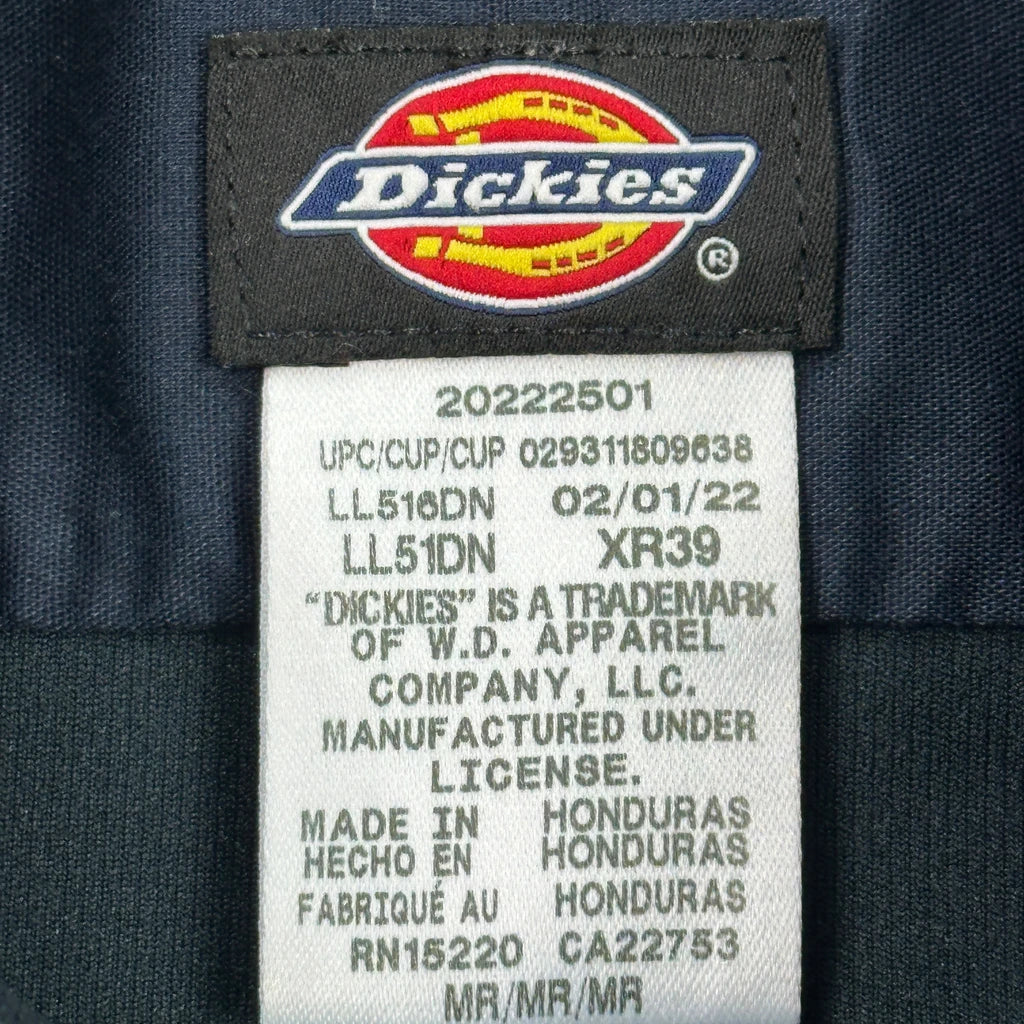 Dickies
®
20222501
UPC/CUP/CUP 029311809638
LL516DN 02/01/22
LL51DN XR39
“DICKIES” IS A TRADEMARK
OF W.D. APPAREL
COMPANY, LLC.
MANUFACTURED UNDER
LICENSE.
MADE IN HONDURAS
HECHO EN HONDURAS
FABRIQUÉ AU HONDURAS
RN15220 CA22753
MR/MR/MR